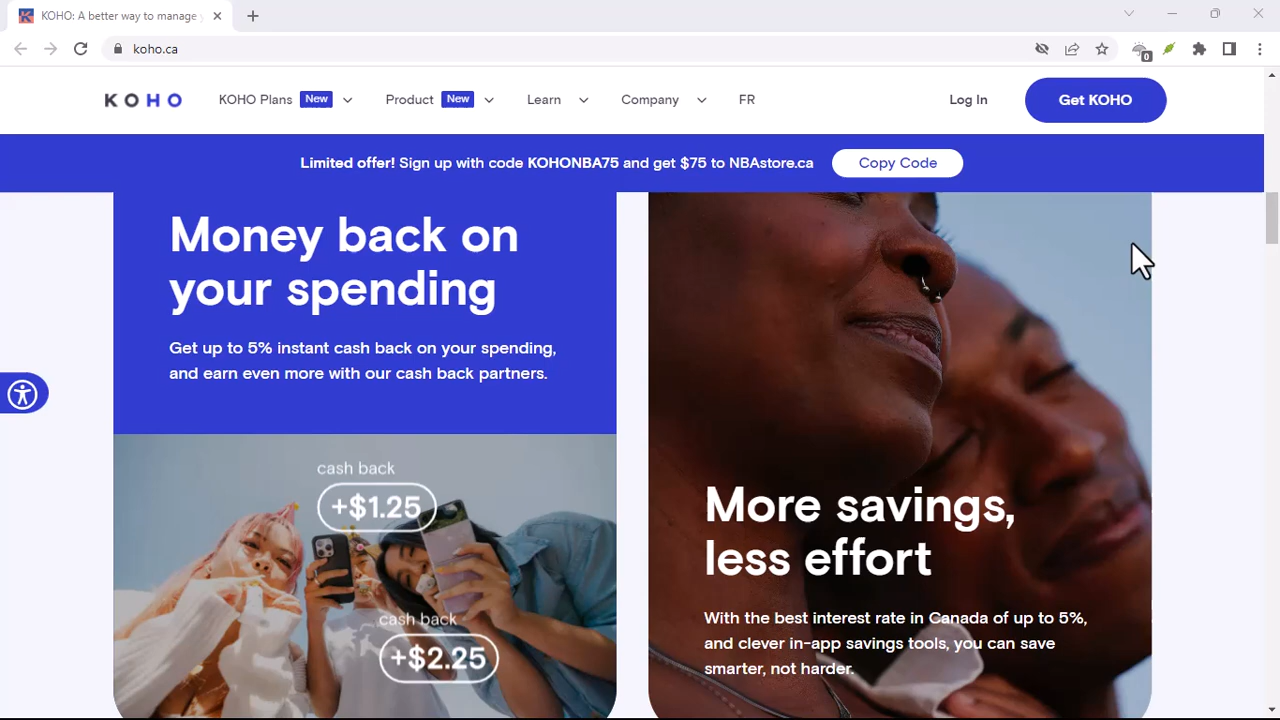 KOHO: A better way to manage
koho.ca
0
KOHO
KOHO Plans New
Product New
Learn
Company
FR
Log In
Get KOHO
Limited offer! Sign up with code KOHONBA75 and get $75 to NBAstore.ca
Copy Code
Money back on
your spending
Get up to 5% instant cash back on your spending,
and earn even more with our cash back partners.
cash back
+$1.25
cash back
+$2.25
More savings,
less effort
With the best interest rate in Canada of up to 5%,
and clever in-app savings tools, you can save
smarter, not harder.